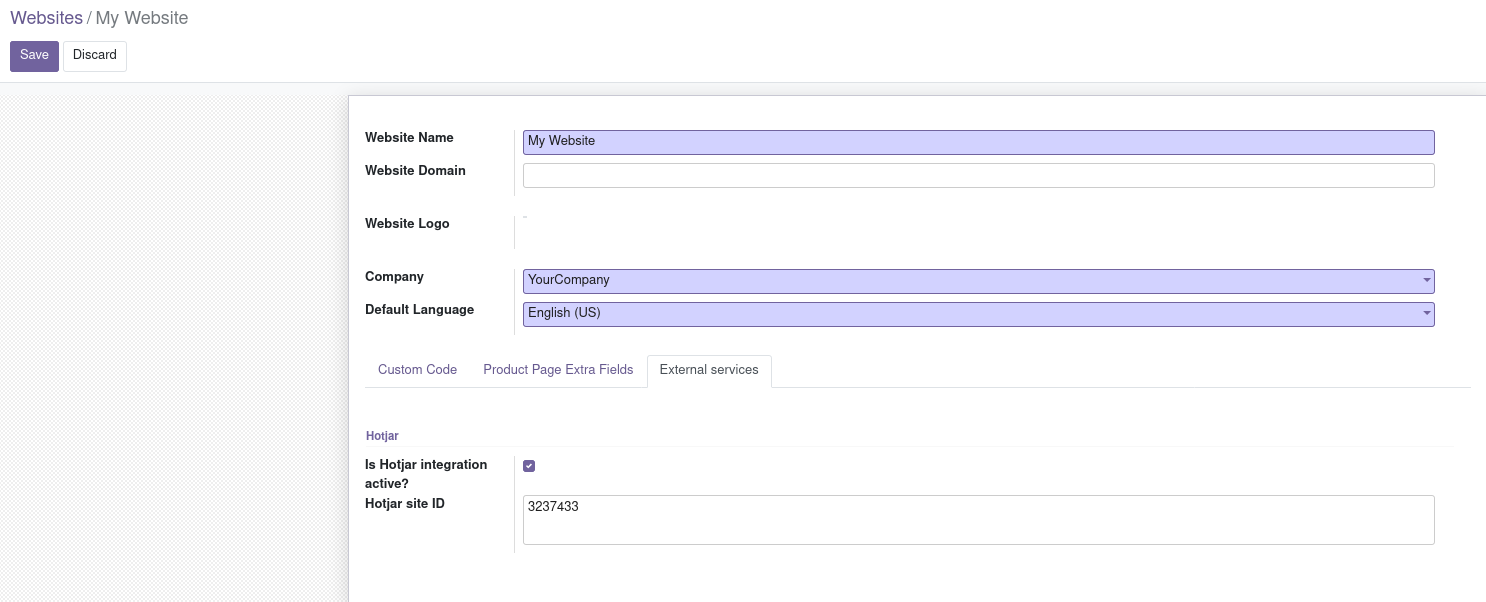 Websites / My Website
Save Discard
Website Name My Website
Website Domain
Website Logo
Company YourCompany
Default Language English (US)
Custom Code Product Page Extra Fields External services
Hotjar
Is Hotjar integration
active?
Hotjar site ID 3237433